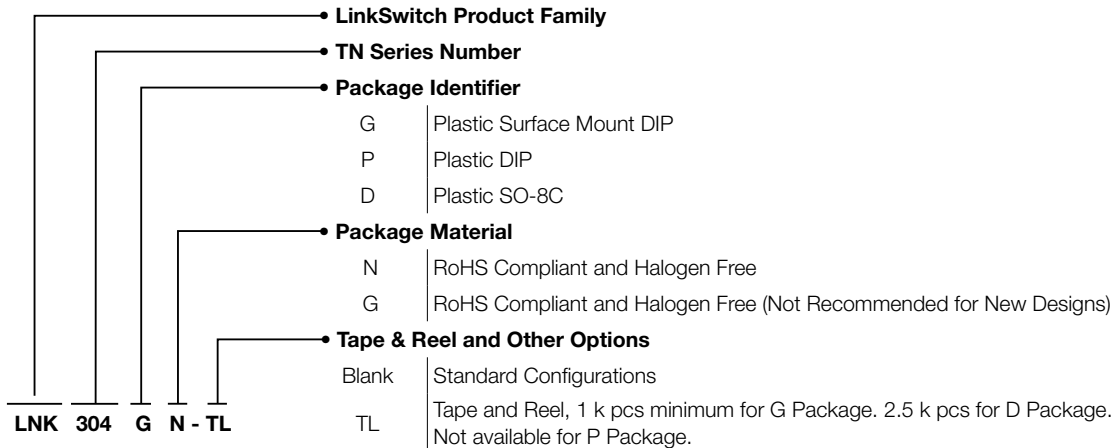 LinkSwitch Product Family
TN Series Number
Package Identifier
G Plastic Surface Mount DIP
P Plastic DIP
D Plastic SO-8C
Package Material
N RoHS Compliant and Halogen Free
G RoHS Compliant and Halogen Free (Not Recommended for New Designs)
Tape & Reel and Other Options
Blank Standard Configurations
TL Tape and Reel, 1 k pcs minimum for G Package. 2.5 k pcs for D Package.
Not available for P Package.
LNK 304 G N - TL